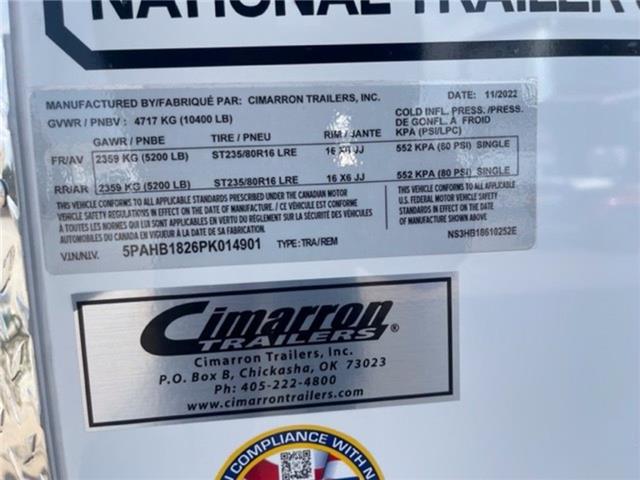 NATIONAL TRAILER
MANUFACTURED BY/FABRIQUÉ PAR: CIMARRON TRAILERS, INC. DATE: 11/2022
GVWR / PNBV : 4717 KG (10400 LB) COLD INFL. PRESS./PRESS.
DE GONFL. À FROID
GAWR / PNBE TIRE / PNEU RIM / JANTE KPA (PSI/LPC)
FR/AV 2359 KG (5200 LB) ST235/80R16 LRE 16 X6 JJ 552 KPA (80 PSI) SINGLE
RR/AR 2359 KG (5200 LB) ST235/80R16 LRE 16 X6 JJ 552 KPA (80 PSI) SINGLE
THIS VEHICLE CONFORMS TO ALL APPLICABLE STANDARDS PRESCRIBED UNDER THE CANADIAN MOTOR
VEHICLE SAFETY REGULATIONS IN EFFECT ON THE DATE OF MANUFACTURE / CE VÉHICULE EST CONFORME
À TOUTES LES NORMES QUI LUI SONT APPLICABLES EN VERTU DU RÈGLEMENT SUR LA SÉCURITÉ DES VÉHICULES
AUTOMOBILES DU CANADA EN VIGUEUR À LA DATE DE SA FABRICATION
THIS VEHICLE CONFORMS TO ALL APPLICABLE
U.S. FEDERAL MOTOR VEHICLE SAFETY STANDARDS
IN EFFECT ON THE DATE OF MANUFACTURE SHOWN ABOVE.
V.I.N./N.I.V. 5PAHB1826PK014901 TYPE: TRA/REM NS3HB18610252E
Cimarron
TRAILERS®
Cimarron Trailers, Inc.
P.O. Box B, Chickasha, OK 73023
Ph: 405-222-4800
www.cimarrontrailers.com
IN COMPLIANCE WITH